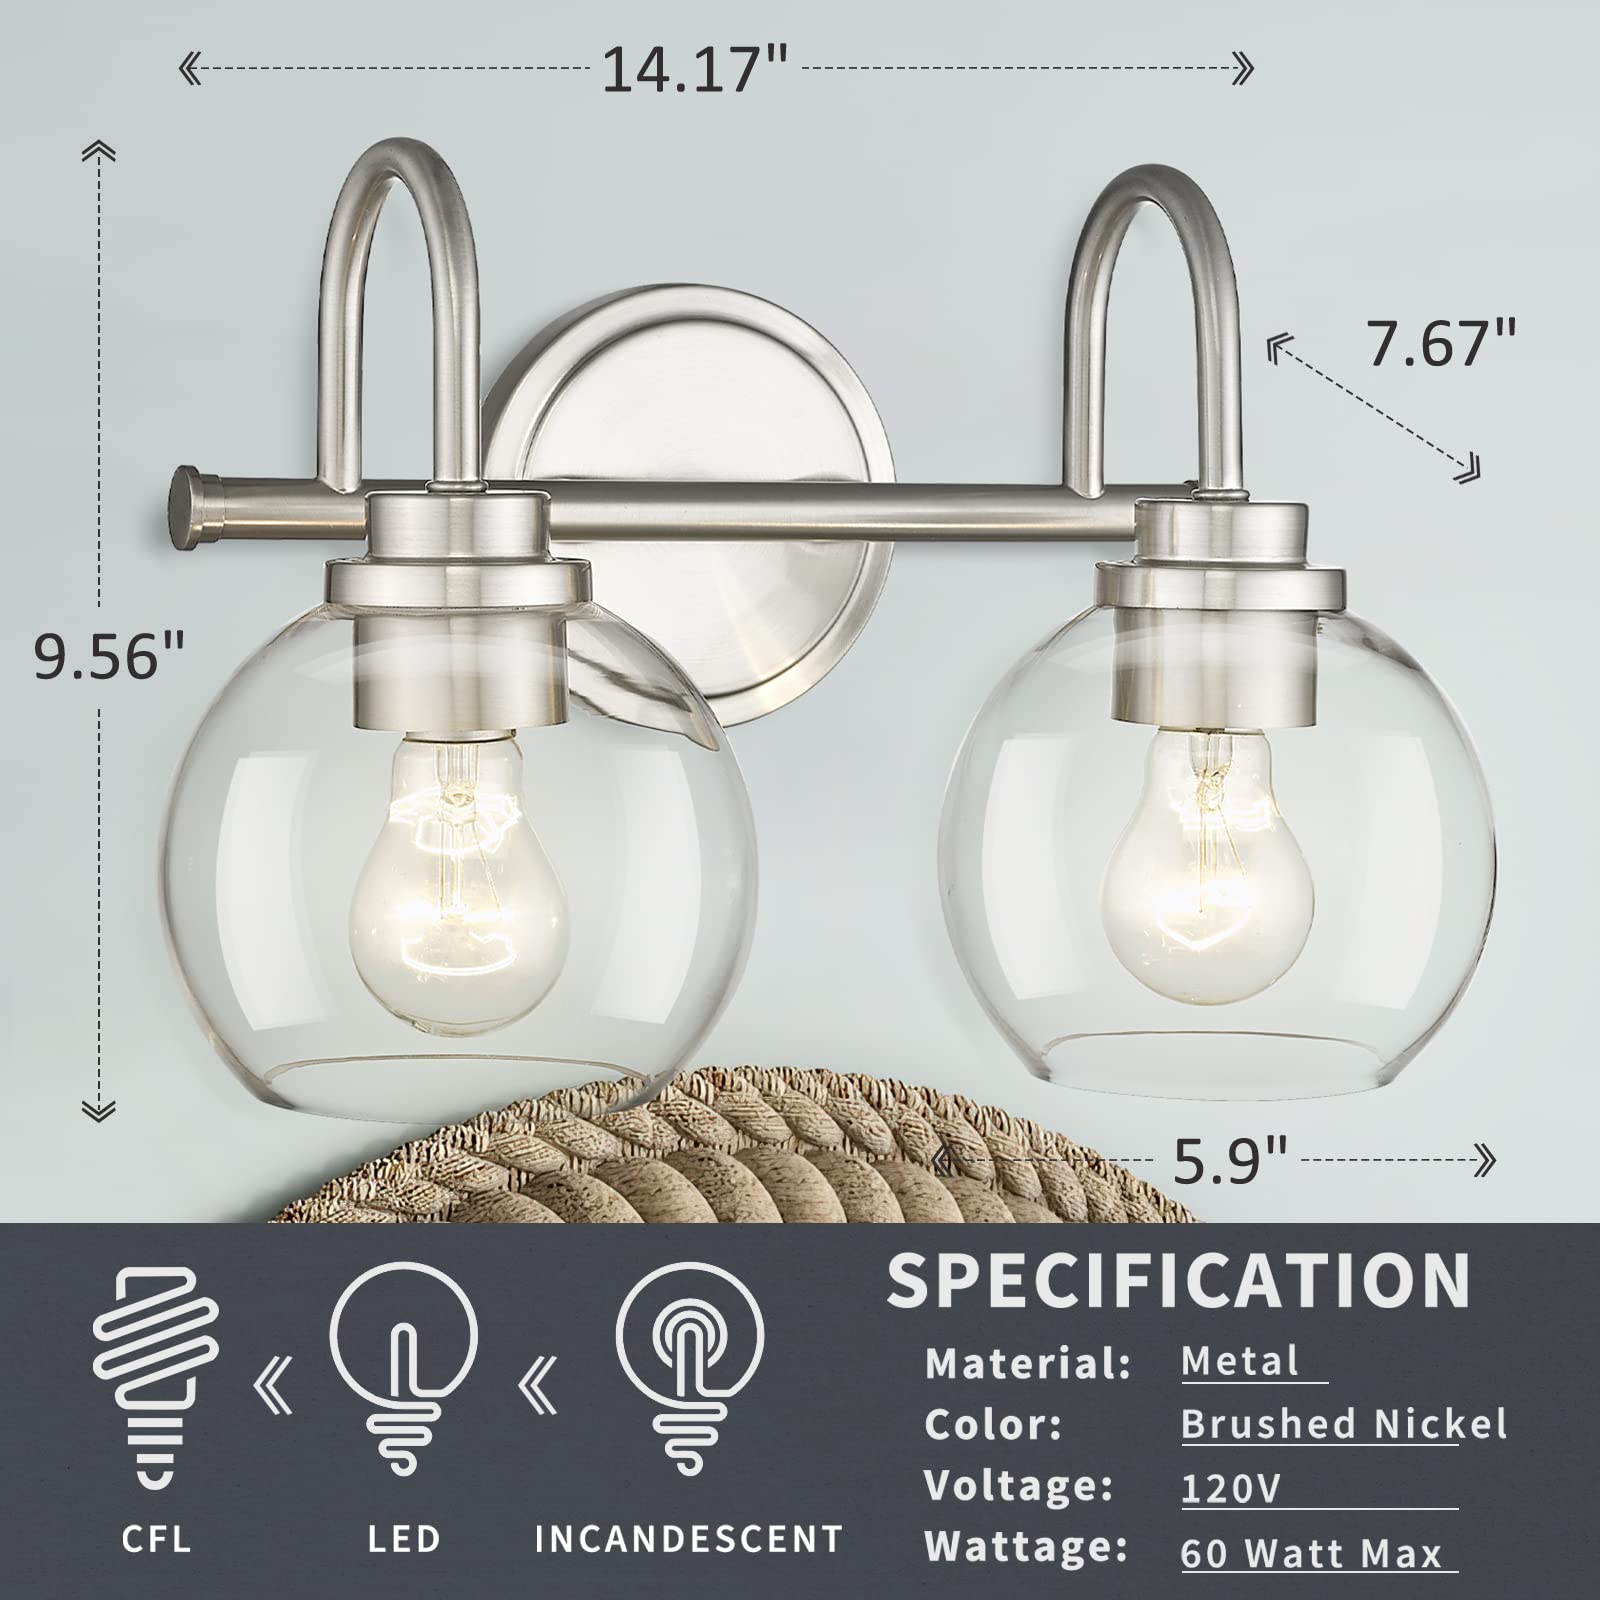 14.17"
7.67"
9.56"
5.9"
SPECIFICATION
Material: Metal
Color: Brushed Nickel
Voltage: 120V
Wattage: 60 Watt Max
CFL LED INCANDESCENT